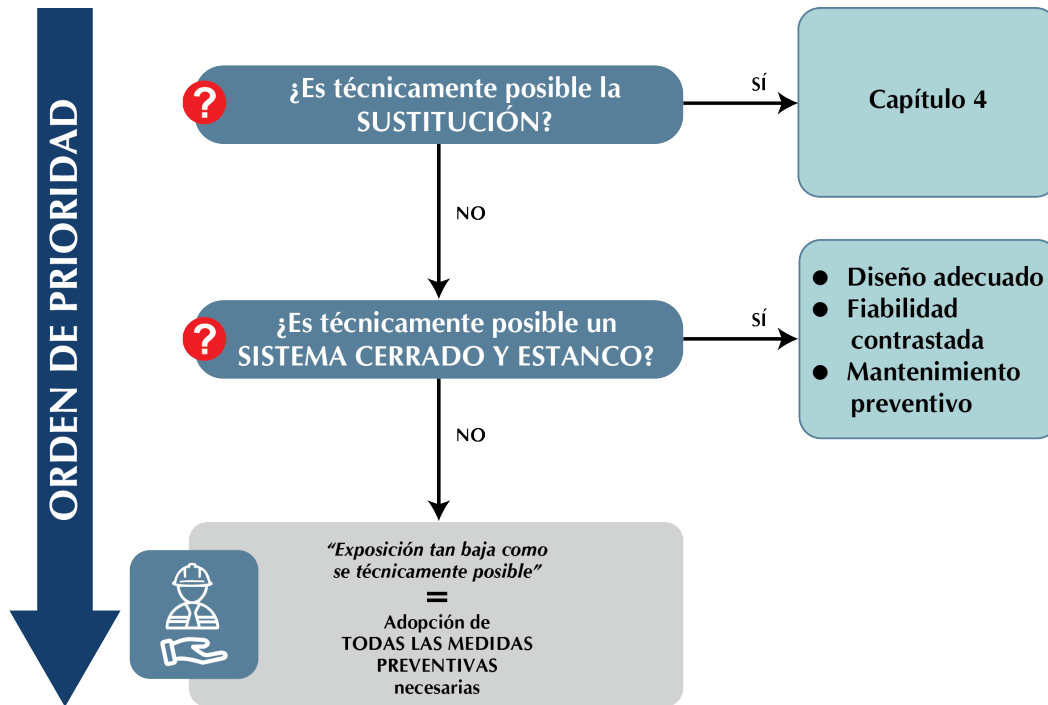 ORDEN DE PRIORIDAD
?
¿Es técnicamente posible la
SUSTITUCIÓN?
SÍ
Capítulo 4
NO
?
¿Es técnicamente posible un
SISTEMA CERRADO Y ESTANCO?
SÍ
● Diseño adecuado
● Fiabilidad
contrastada
● Mantenimiento
preventivo
NO
“Exposición tan baja como
se técnicamente posible”
=
Adopción de
TODAS LAS MEDIDAS
PREVENTIVAS
necesarias